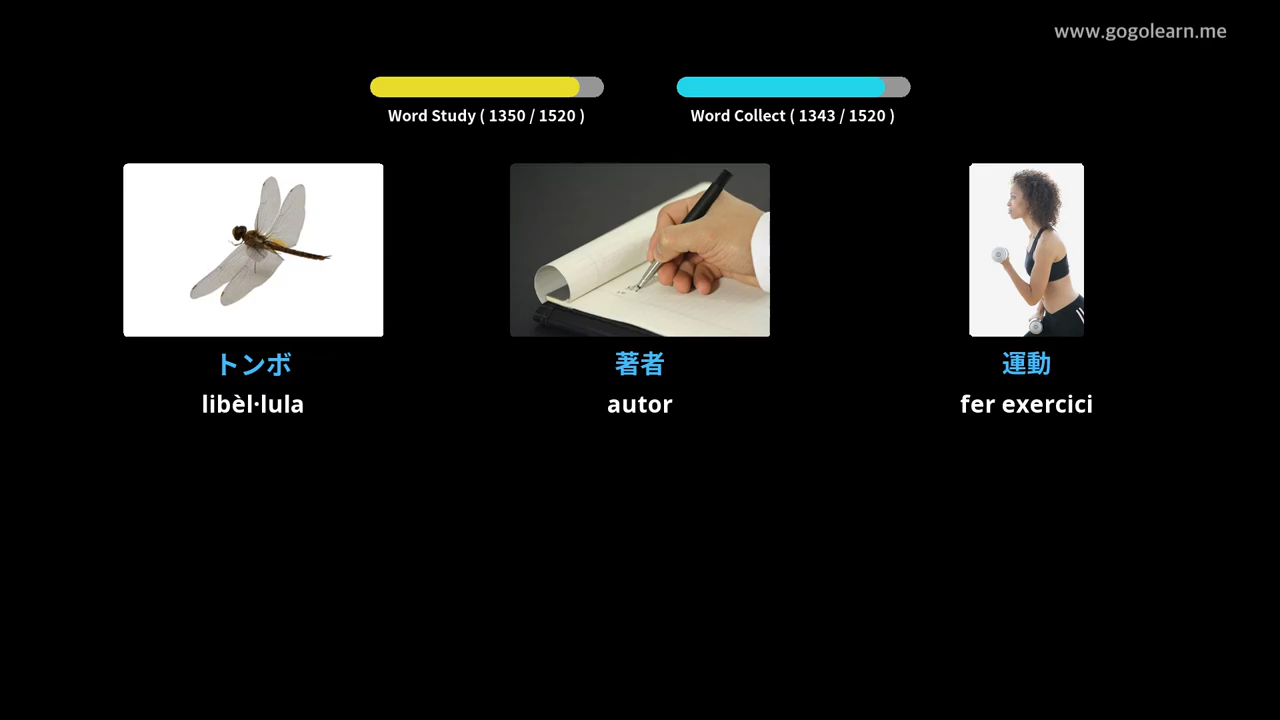 www.gogolearn.me
Word Study ( 1350 / 1520 )
Word Collect ( 1343 / 1520 )
トンボ
libèl·lula
著者
autor
運動
fer exercici